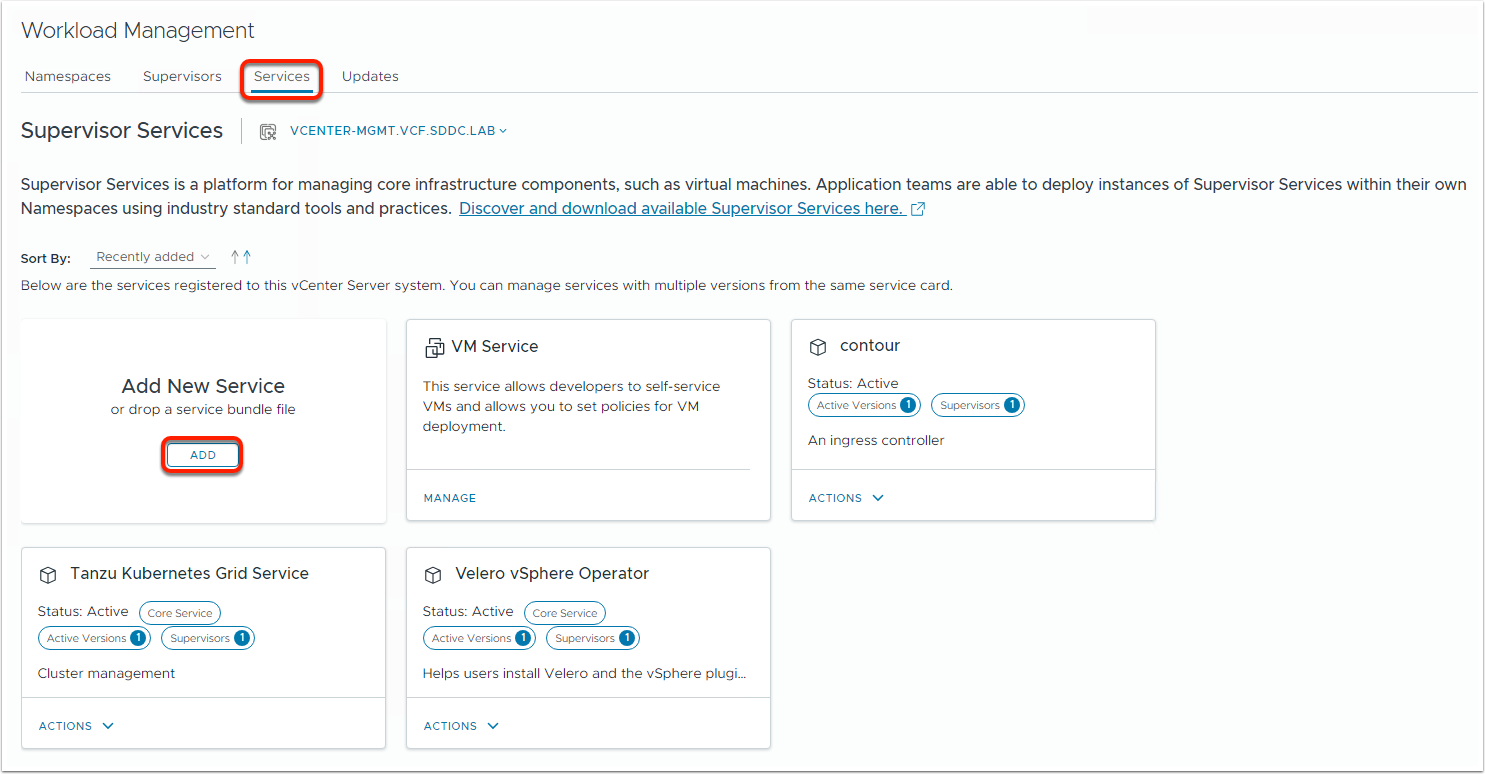 Workload Management
Namespaces Supervisors Services Updates
Supervisor Services VCENTER-MGMT.VCF.SDDC.LAB
Supervisor Services is a platform for managing core infrastructure components, such as virtual machines. Application teams are able to deploy instances of Supervisor Services within their own
Namespaces using industry standard tools and practices. Discover and download available Supervisor Services here.
Sort By: Recently added
Below are the services registered to this vCenter Server system. You can manage services with multiple versions from the same service card.
Add New Service
or drop a service bundle file
ADD
VM Service
This service allows developers to self-service
VMs and allows you to set policies for VM
deployment.
MANAGE
contour
Status: Active
Active Versions 1 Supervisors 1
An ingress controller
ACTIONS
Tanzu Kubernetes Grid Service
Status: Active Core Service
Active Versions 1 Supervisors 1
Cluster management
ACTIONS
Velero vSphere Operator
Status: Active Core Service
Active Versions 1 Supervisors 1
Helps users install Velero and the vSphere plugi...
ACTIONS